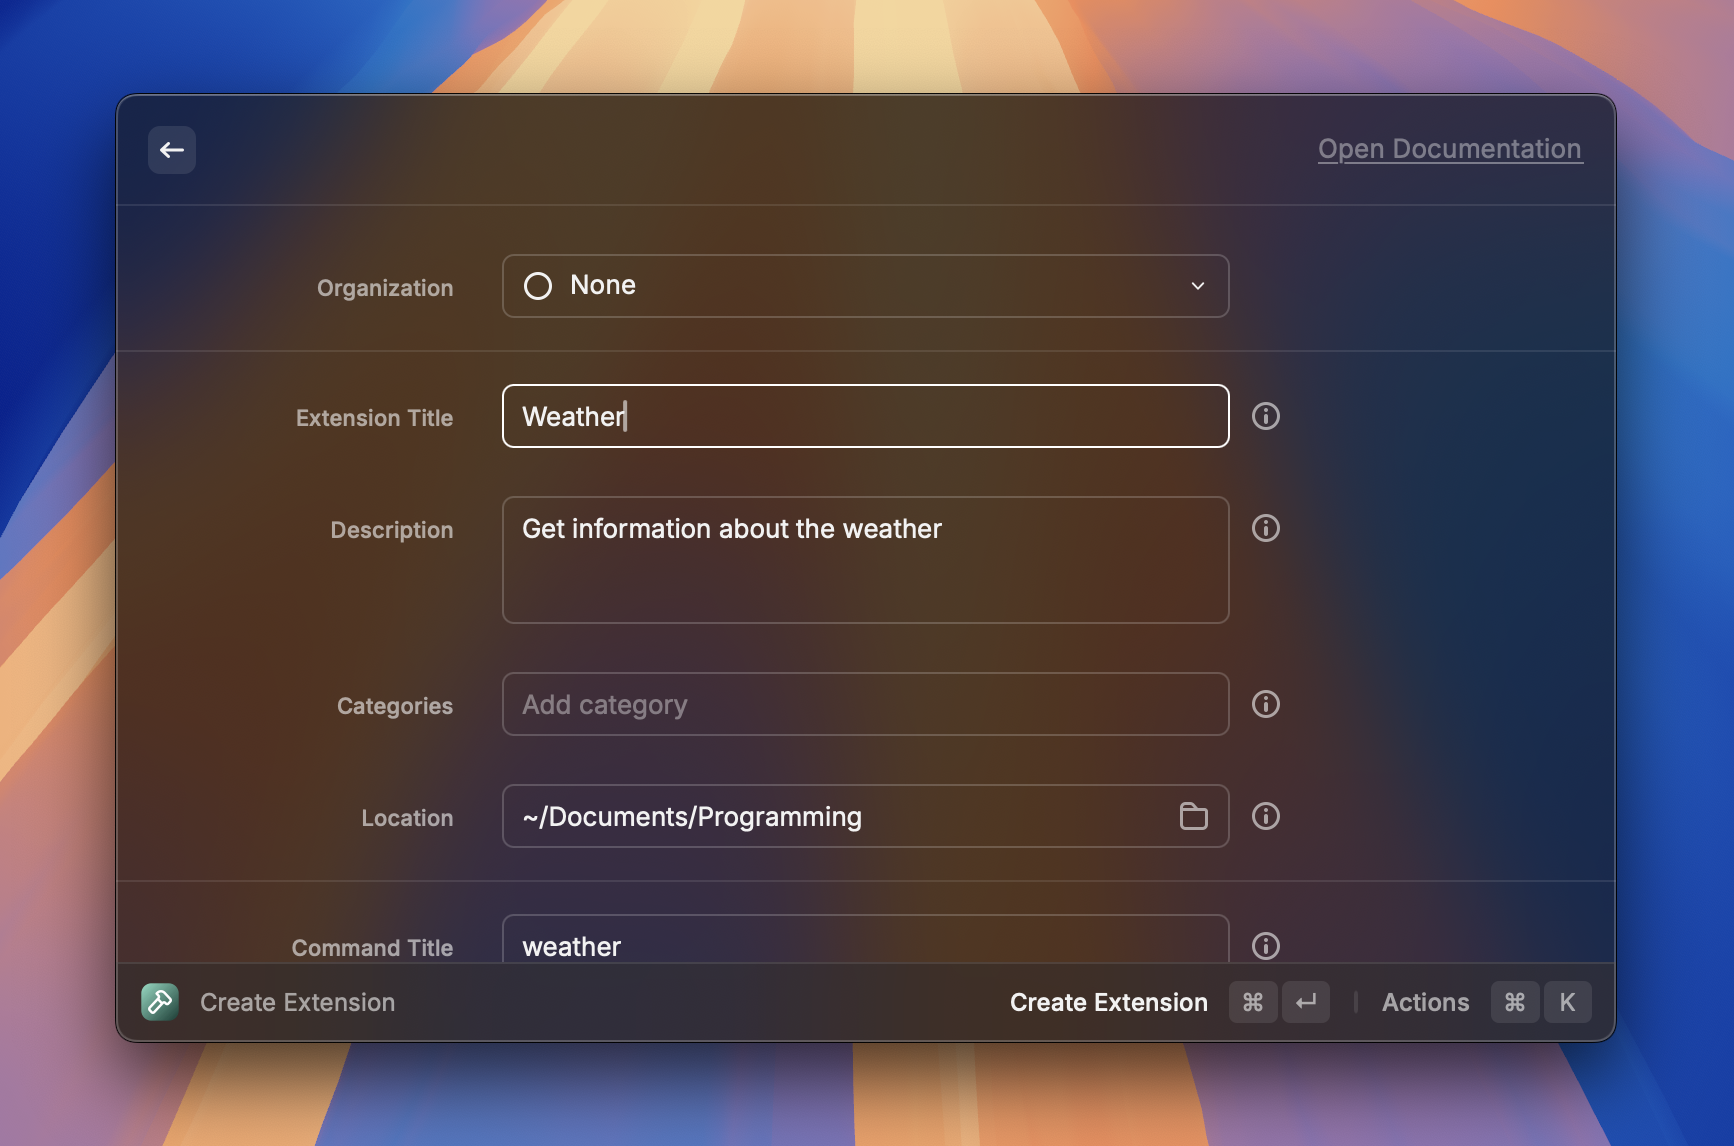 Open Documentation
Organization
None
Extension Title
Weather
Description
Get information about the weather
Categories
Add category
Location
~/Documents/Programming
Command Title
weather
Create Extension
Create Extension ⌘ ↵
Actions ⌘ K